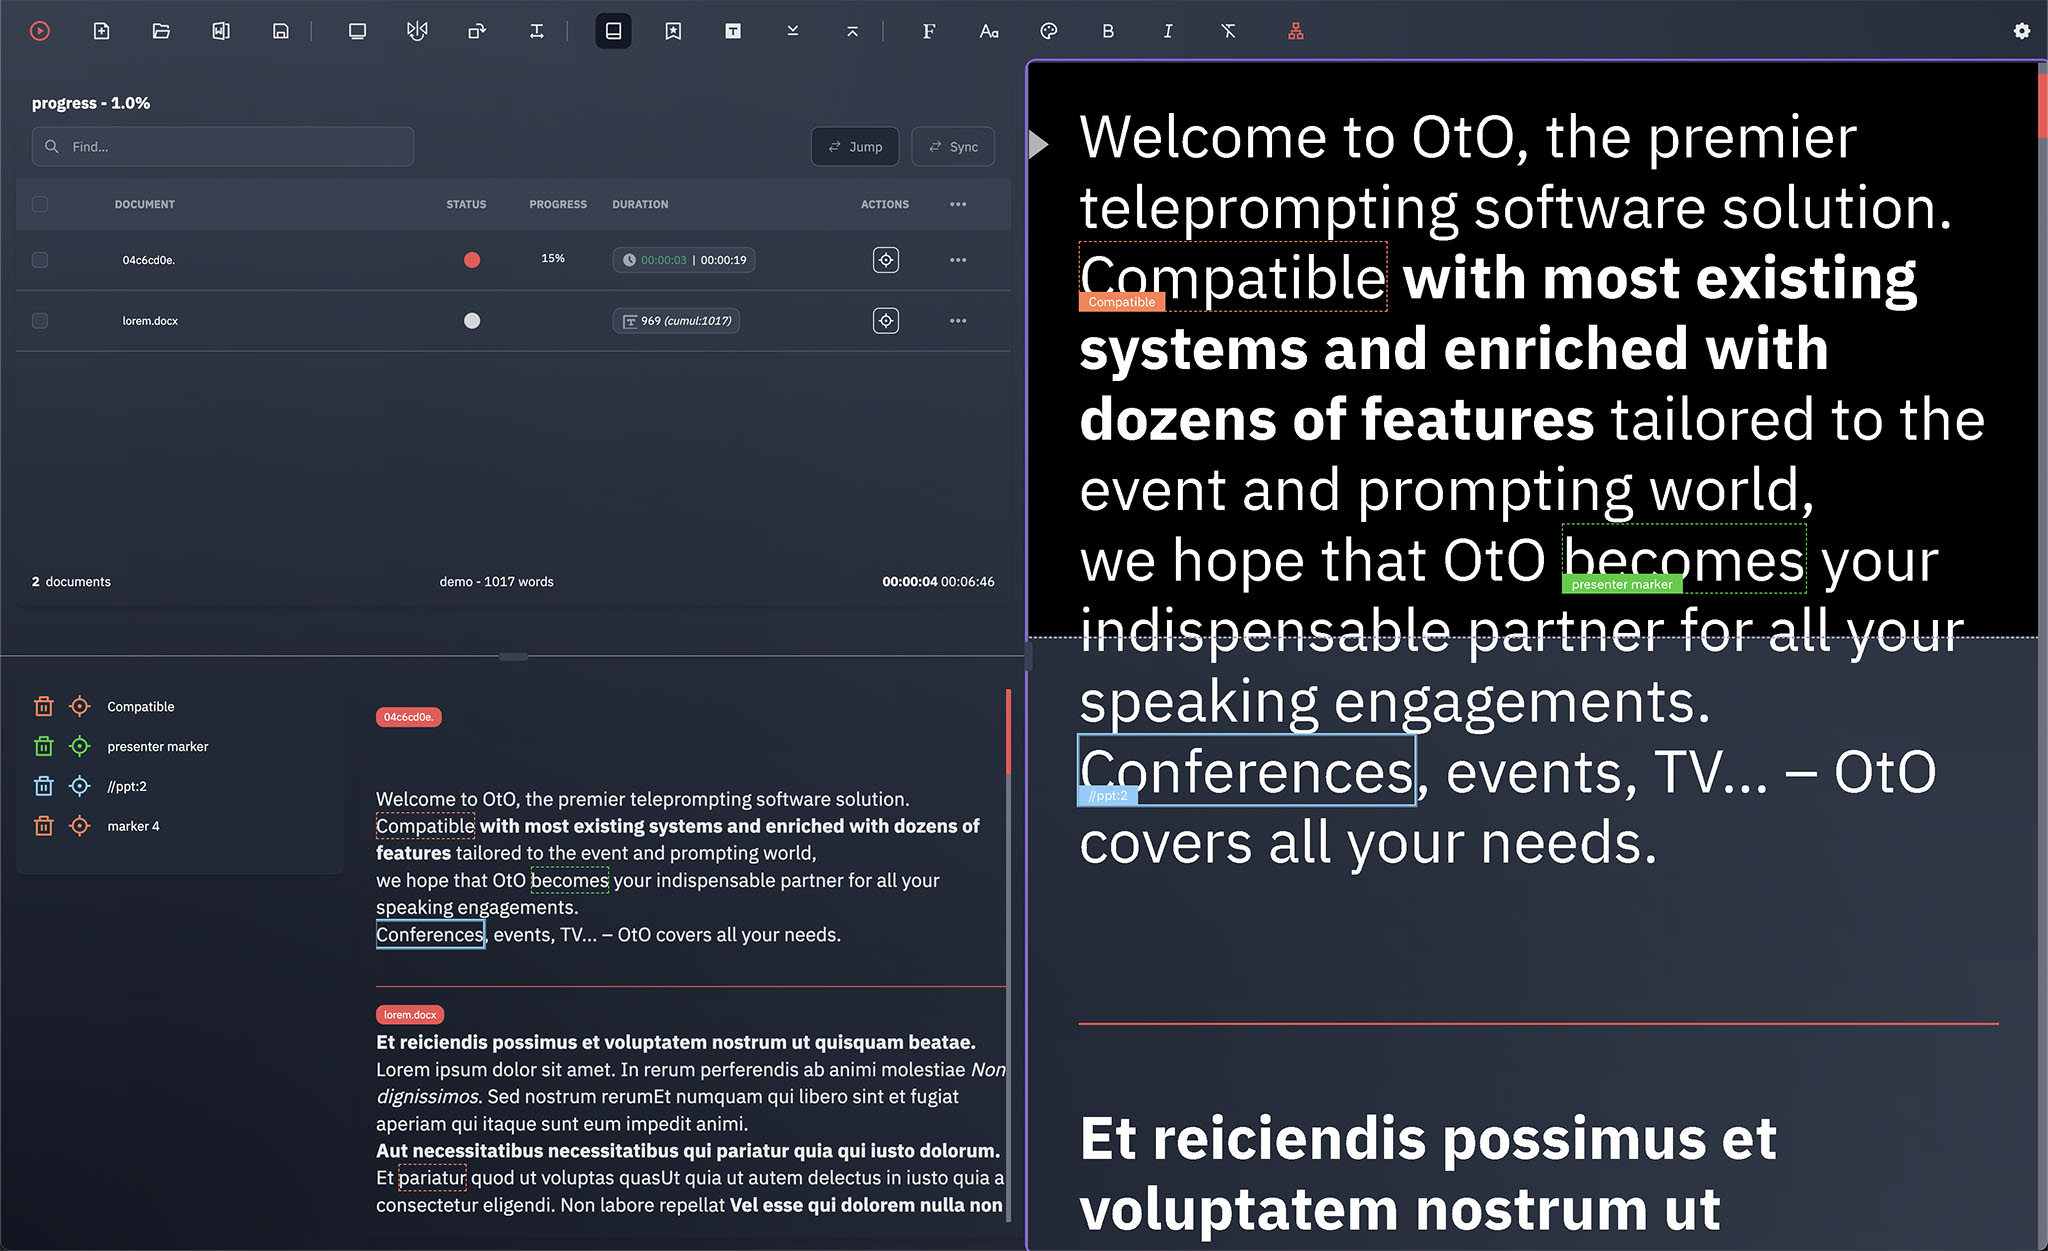 progress - 1.0%
Find...
Jump
Sync
DOCUMENT STATUS PROGRESS DURATION ACTIONS
04c6cd0e. 15% 00:00:03 | 00:00:19
lorem.docx 969 (cumul:1017)
2 documents demo - 1017 words 00:00:04 00:06:46
Compatible
presenter marker
//ppt:2
marker 4
04c6cd0e.
Welcome to OtO, the premier teleprompting software solution.
Compatible with most existing systems and enriched with dozens of
features tailored to the event and prompting world,
we hope that OtO becomes your indispensable partner for all your
speaking engagements.
Conferences, events, TV... – OtO covers all your needs.
lorem.docx
Et reiciendis possimus et voluptatem nostrum ut quisquam beatae.
Lorem ipsum dolor sit amet. In rerum perferendis ab animi molestiae Non
dignissimos. Sed nostrum rerumEt numquam qui libero sint et fugiat
aperiam qui itaque sunt eum impedit animi.
Aut necessitatibus necessitatibus qui pariatur quia qui iusto dolorum.
Et pariatur quod ut voluptas quasUt quia ut autem delectus in iusto quia a
consectetur eligendi. Non labore repellat Vel esse qui dolorem nulla non
Welcome to OtO, the premier
teleprompting software solution.
Compatible with most existing
Compatible
systems and enriched with
dozens of features tailored to the
event and prompting world,
we hope that OtO becomes your
presenter marker
indispensable partner for all your
speaking engagements.
Conferences, events, TV... – OtO
//ppt:2
covers all your needs.
Et reiciendis possimus et
voluptatem nostrum ut